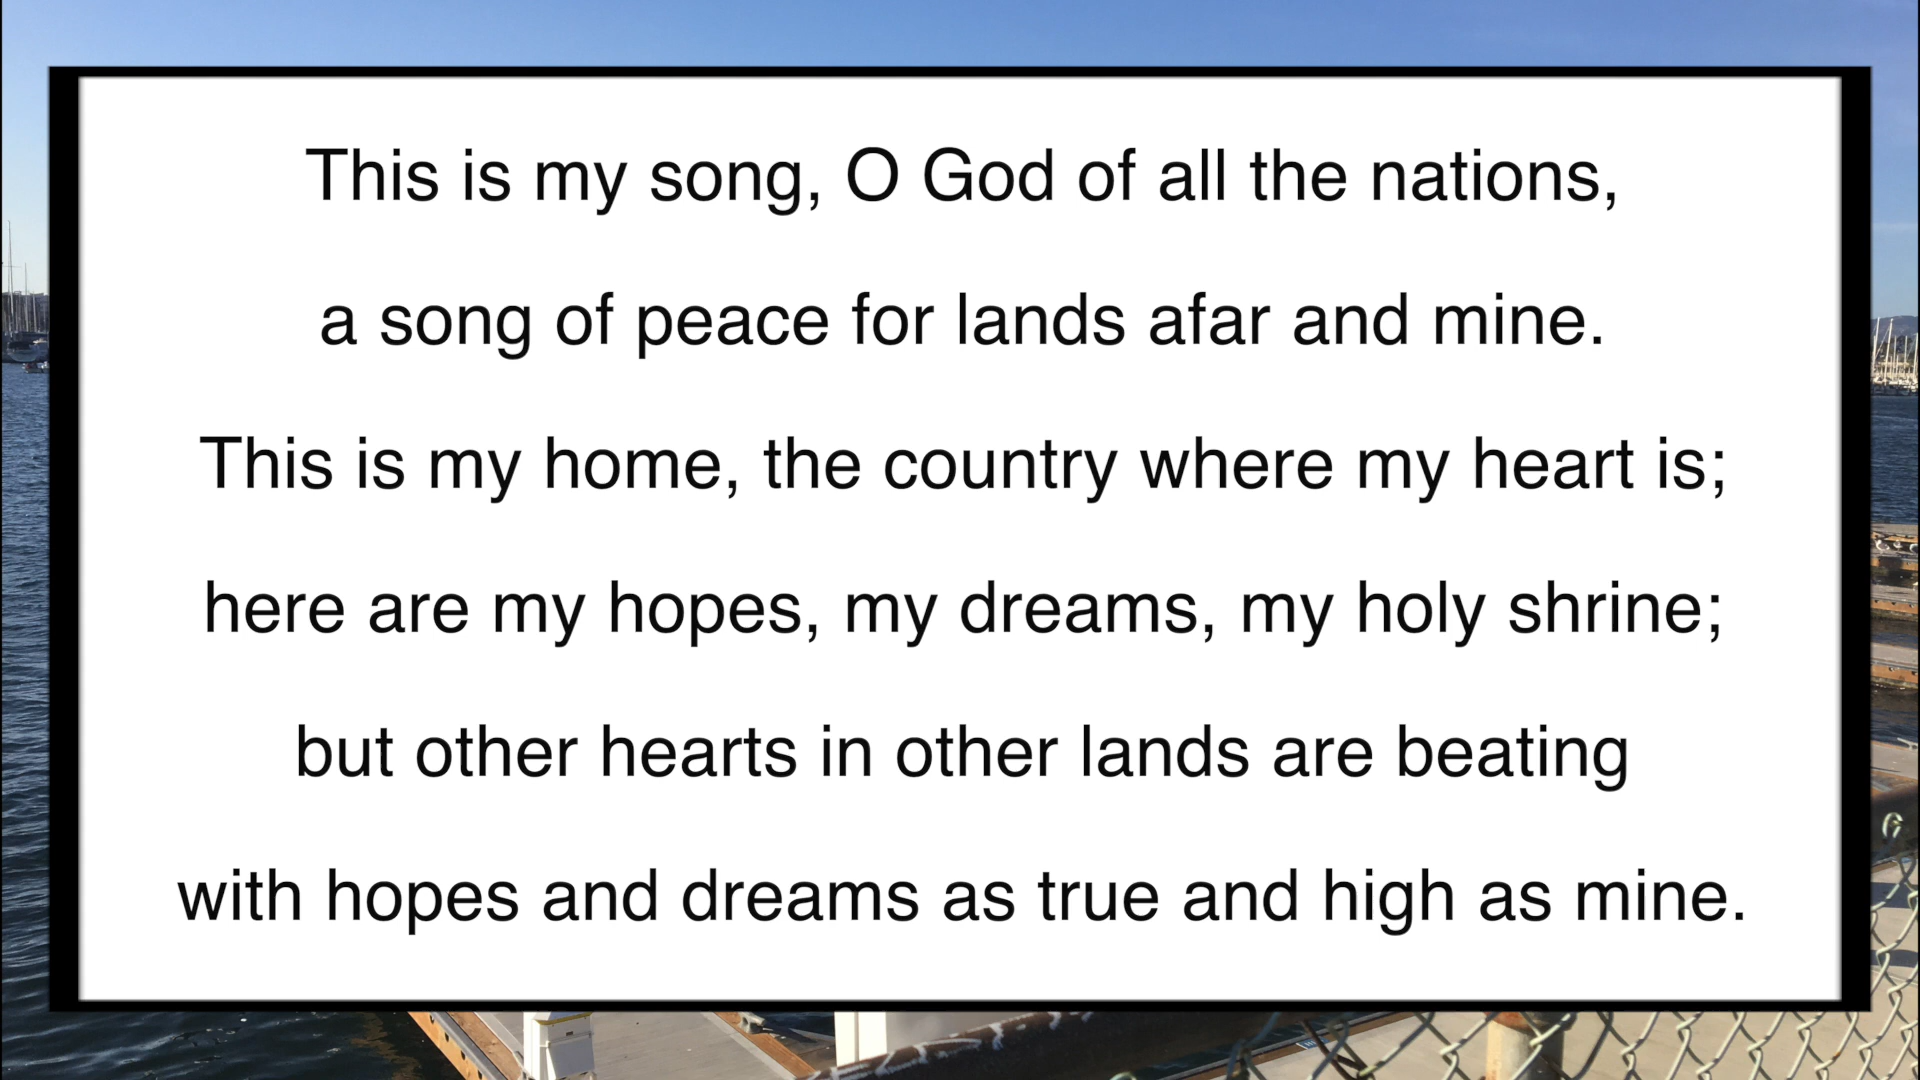 This is my song, O God of all the nations,
a song of peace for lands afar and mine.
This is my home, the country where my heart is;
here are my hopes, my dreams, my holy shrine;
but other hearts in other lands are beating
with hopes and dreams as true and high as mine.